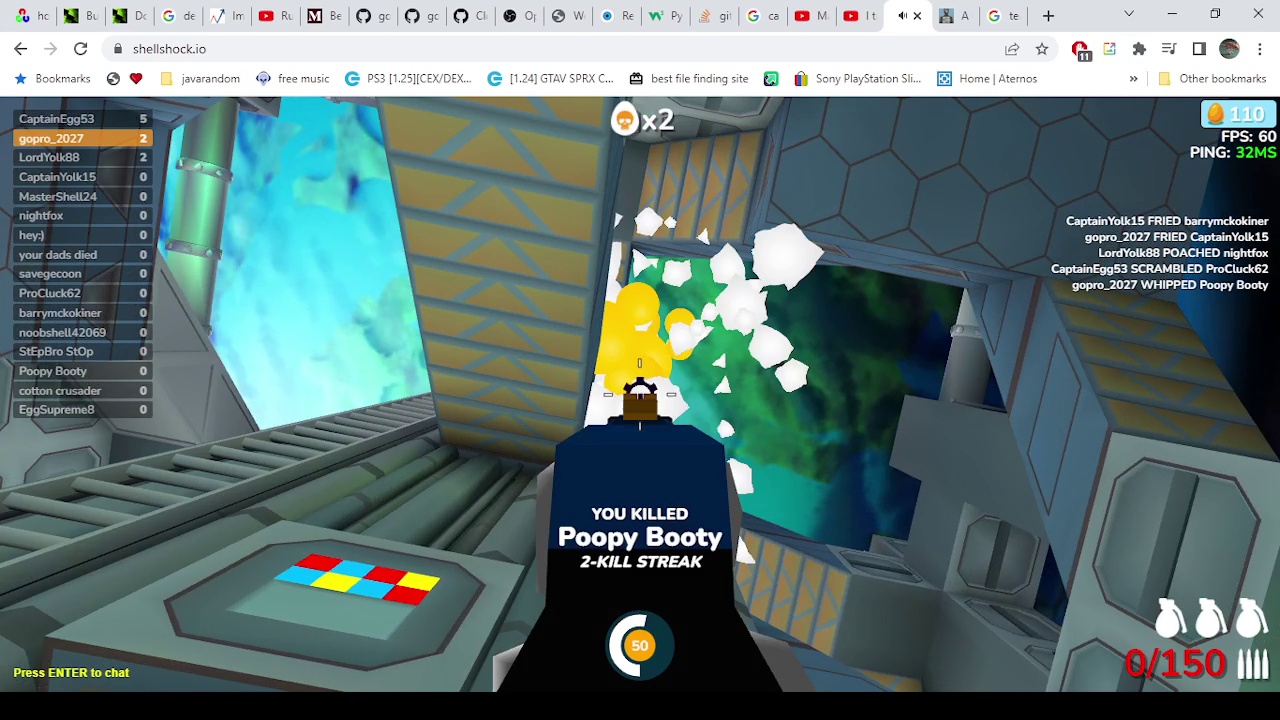 hc
Bu
Dc
de
Im
Ru
Be
gc
gc
Cl
Op
W
Re
Py
git
ca
M
I t
A
te
shellshock.io
11
Bookmarks
javarandom
free music
PS3 [1.25][CEX/DEX...
[1.24] GTAV SPRX C...
best file finding site
Sony PlayStation Sli...
Home | Aternos
»
Other bookmarks
CaptainEgg53 5
gopro_2027 2
LordYolk88 2
CaptainYolk15 0
MasterShell24 0
nightfox 0
hey:) 0
your dads died 0
savegecoon 0
ProCluck62 0
barrymckokiner 0
noobshell42069 0
StEpBro StOp 0
Poopy Booty 0
cotton crusader 0
EggSupreme8 0
x2
110
FPS: 60
PING: 32MS
CaptainYolk15 FRIED barrymckokiner
gopro_2027 FRIED CaptainYolk15
LordYolk88 POACHED nightfox
CaptainEgg53 SCRAMBLED ProCluck62
gopro_2027 WHIPPED Poopy Booty
YOU KILLED
Poopy Booty
2-KILL STREAK
50
0/150
Press ENTER to chat